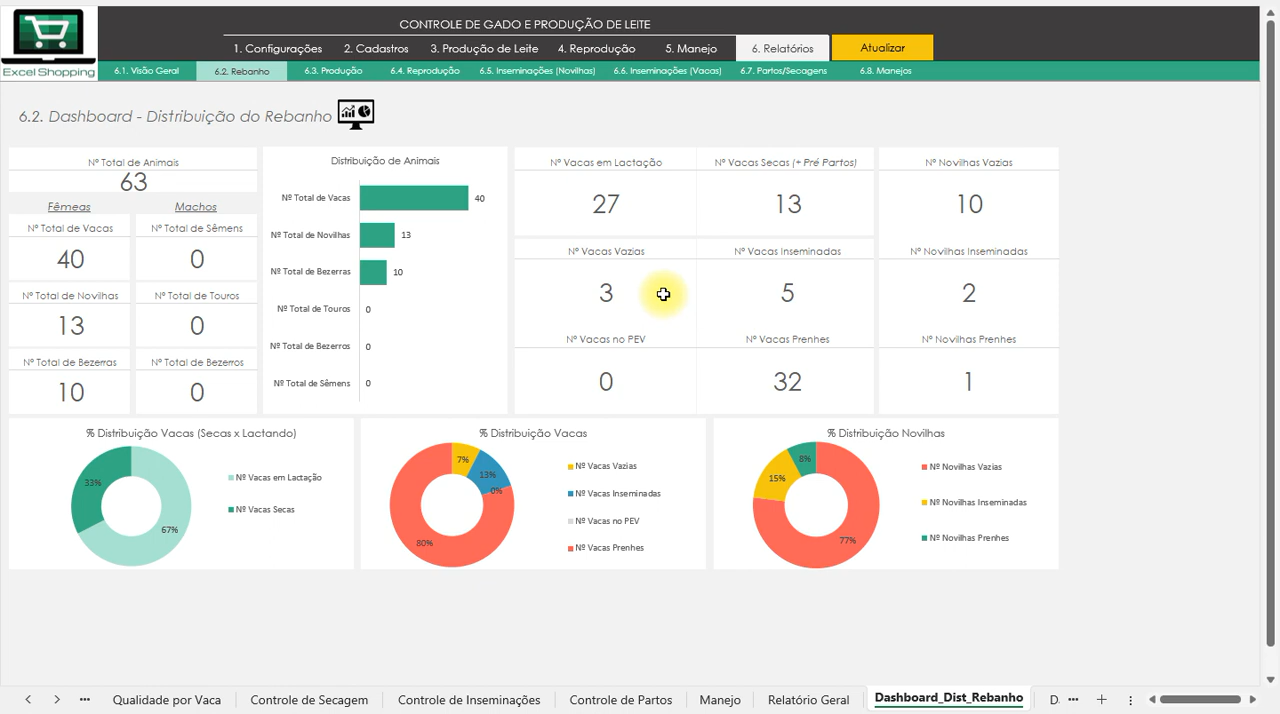 Excel Shopping
CONTROLE DE GADO E PRODUÇÃO DE LEITE
1. Configurações
2. Cadastros
3. Produção de Leite
4. Reprodução
5. Manejo
6. Relatórios
Atualizar
6.1. Visão Geral
6.2. Rebanho
6.3. Produção
6.4. Reprodução
6.5. Inseminações (Novilhas)
6.6. Inseminações (Vacas)
6.7. Partos/Secagens
6.8. Manejos
6.2. Dashboard - Distribuição do Rebanho
Nº Total de Animais
63
Fêmeas
Machos
Nº Total de Vacas
Nº Total de Sêmens
40
0
Nº Total de Novilhas
Nº Total de Touros
13
0
Nº Total de Bezerras
Nº Total de Bezerros
10
0
Distribuição de Animais
Nº Total de Vacas 40
Nº Total de Novilhas 13
Nº Total de Bezerras 10
Nº Total de Touros 0
Nº Total de Bezerros 0
Nº Total de Sêmens 0
Nº Vacas em Lactação
Nº Vacas Secas (+ Pré Partos)
Nº Novilhas Vazias
27
13
10
Nº Vacas Vazias
Nº Vacas Inseminadas
Nº Novilhas Inseminadas
3
5
2
Nº Vacas no PEV
Nº Vacas Prenhes
Nº Novilhas Prenhes
0
32
1
% Distribuição Vacas (Secas x Lactando)
33%
67%
Nº Vacas em Lactação
Nº Vacas Secas
% Distribuição Vacas
7%
13%
0%
80%
Nº Vacas Vazias
Nº Vacas Inseminadas
Nº Vacas no PEV
Nº Vacas Prenhes
% Distribuição Novilhas
8%
15%
77%
Nº Novilhas Vazias
Nº Novilhas Inseminadas
Nº Novilhas Prenhes
Qualidade por Vaca
Controle de Secagem
Controle de Inseminações
Controle de Partos
Manejo
Relatório Geral
Dashboard_Dist_Rebanho
D